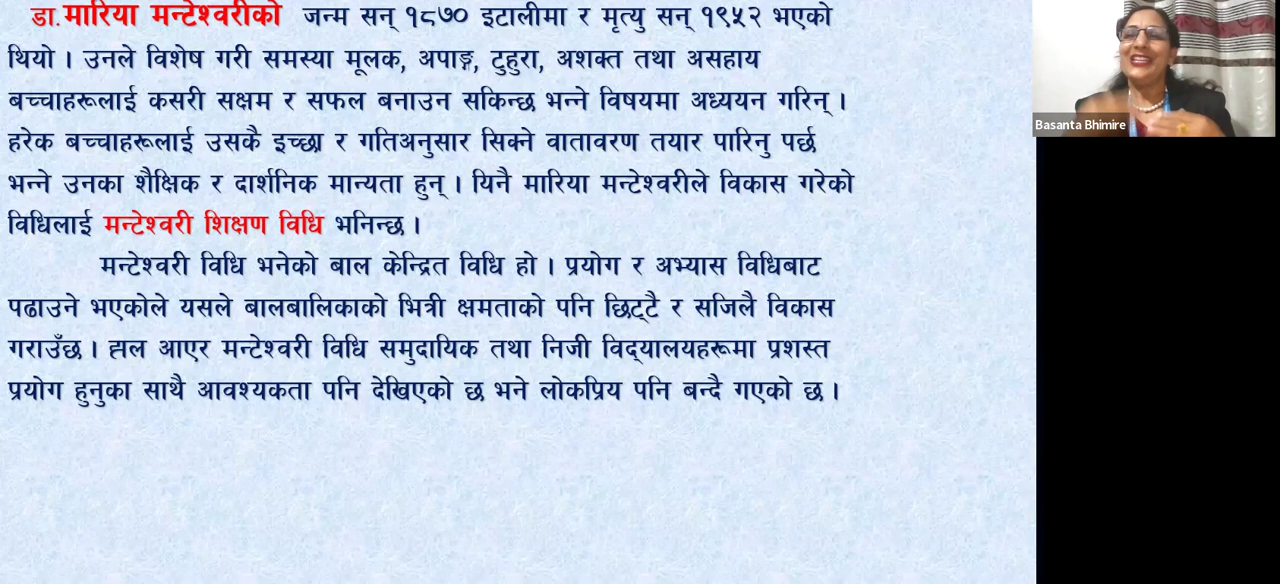 डा. मारिया मन्टेश्वरीको जन्म सन् १८७० इटालीमा र मृत्यु सन् १९५२ भएको
थियो । उनले विशेष गरी समस्या मूलक, अपाङ्ग, टुहुरा, अशक्त तथा असहाय
बच्चाहरूलाई कसरी सक्षम र सफल बनाउन सकिन्छ भन्ने विषयमा अध्ययन गरिन् ।
हरेक बच्चाहरूलाई उसकै इच्छा र गतिअनुसार सिक्ने वातावरण तयार पारिनु पर्छ
भन्ने उनका शैक्षिक र दार्शनिक मान्यता हुन् । यिनै मारिया मन्टेश्वरीले विकास गरेको
विधिलाई मन्टेश्वरी शिक्षण विधि भनिन्छ ।
मन्टेश्वरी विधि भनेको बाल केन्द्रित विधि हो । प्रयोग र अभ्यास विधिबाट
पढाउने भएकोले यसले बालबालिकाको भित्री क्षमताको पनि छिट्टै र सजिलै विकास
गराउँछ । हाल आएर मन्टेश्वरी विधि समुदायिक तथा निजी विद्यालयहरूमा प्रशस्त
प्रयोग हुनुका साथै आवश्यकता पनि देखिएको छ भने लोकप्रिय पनि बन्दै गएको छ ।
Basanta Bhimire